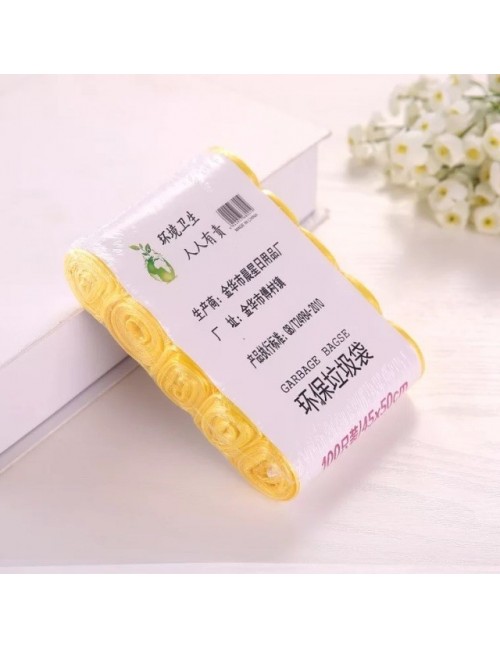 环境卫生
人人有责
生产商：金华市晨星日用品厂
厂 址：金华市傅村镇
产品执行标准：GB/T24984-2010
GARBAGE BAGSE
环保垃圾袋
100只装)45x50cm